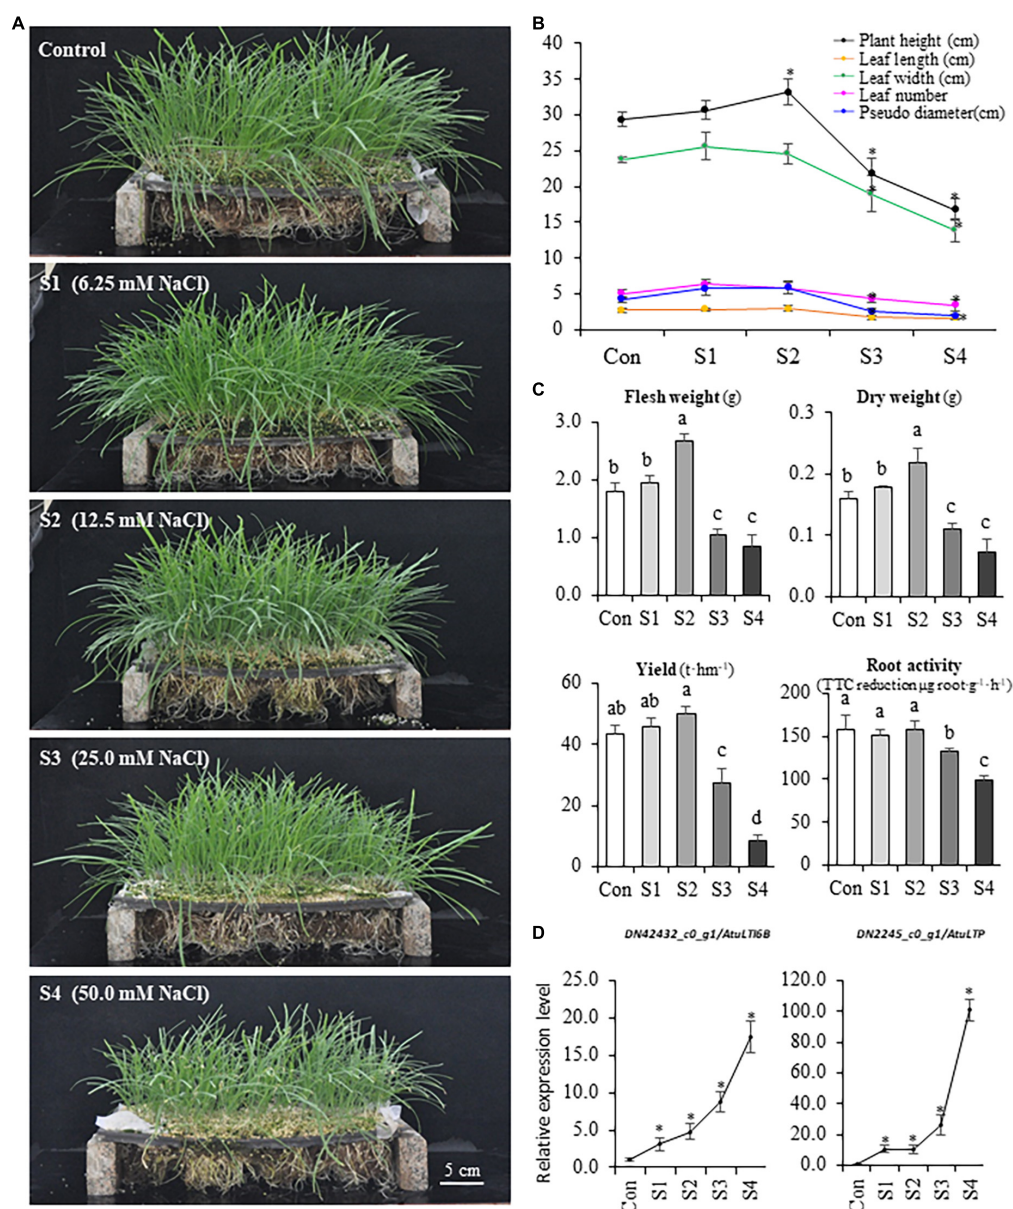 A
Control
S1 (6.25 mM NaCl)
S2 (12.5 mM NaCl)
S3 (25.0 mM NaCl)
S4 (50.0 mM NaCl)
5 cm
B
40
35
30
25
20
15
10
5
0
Con S1 S2 S3 S4
Plant height (cm)
Leaf length (cm)
Leaf width (cm)
Leaf number
Pseudo diameter(cm)
* * * * * * * * *
C
Flesh weight (g)
3.0
2.0
1.0
0.0
b b a c c
Con S1 S2 S3 S4
Dry weight (g)
0.3
0.2
0.1
0.0
b b a c c
Con S1 S2 S3 S4
Yield (t·hm⁻¹)
60
40
20
0
ab ab a c d
Con S1 S2 S3 S4
Root activity
(TTC reduction μg root·g⁻¹·h⁻¹)
200
150
100
50
0
a a a b c
Con S1 S2 S3 S4
D
DN42432_c0_g1/AtuLTI6B
Relative expression level
25.0
20.0
15.0
10.0
5.0
0.0
* * * *
Con S1 S2 S3 S4
DN2245_c0_g1/AtuLTP
120.0
100.0
80.0
60.0
40.0
20.0
0.0
* * * *
Con S1 S2 S3 S4